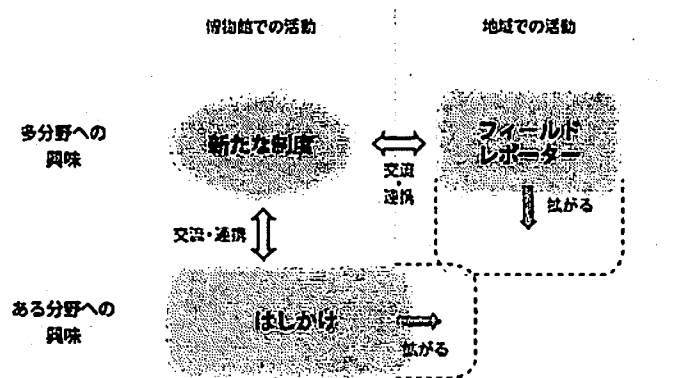 博物館での活動
地域での活動
多分野への
興味
新たな制度
フィールド
レポーター
交流
・
連携
拡がる
交流・連携
ある分野への
興味
はしかけ
拡がる